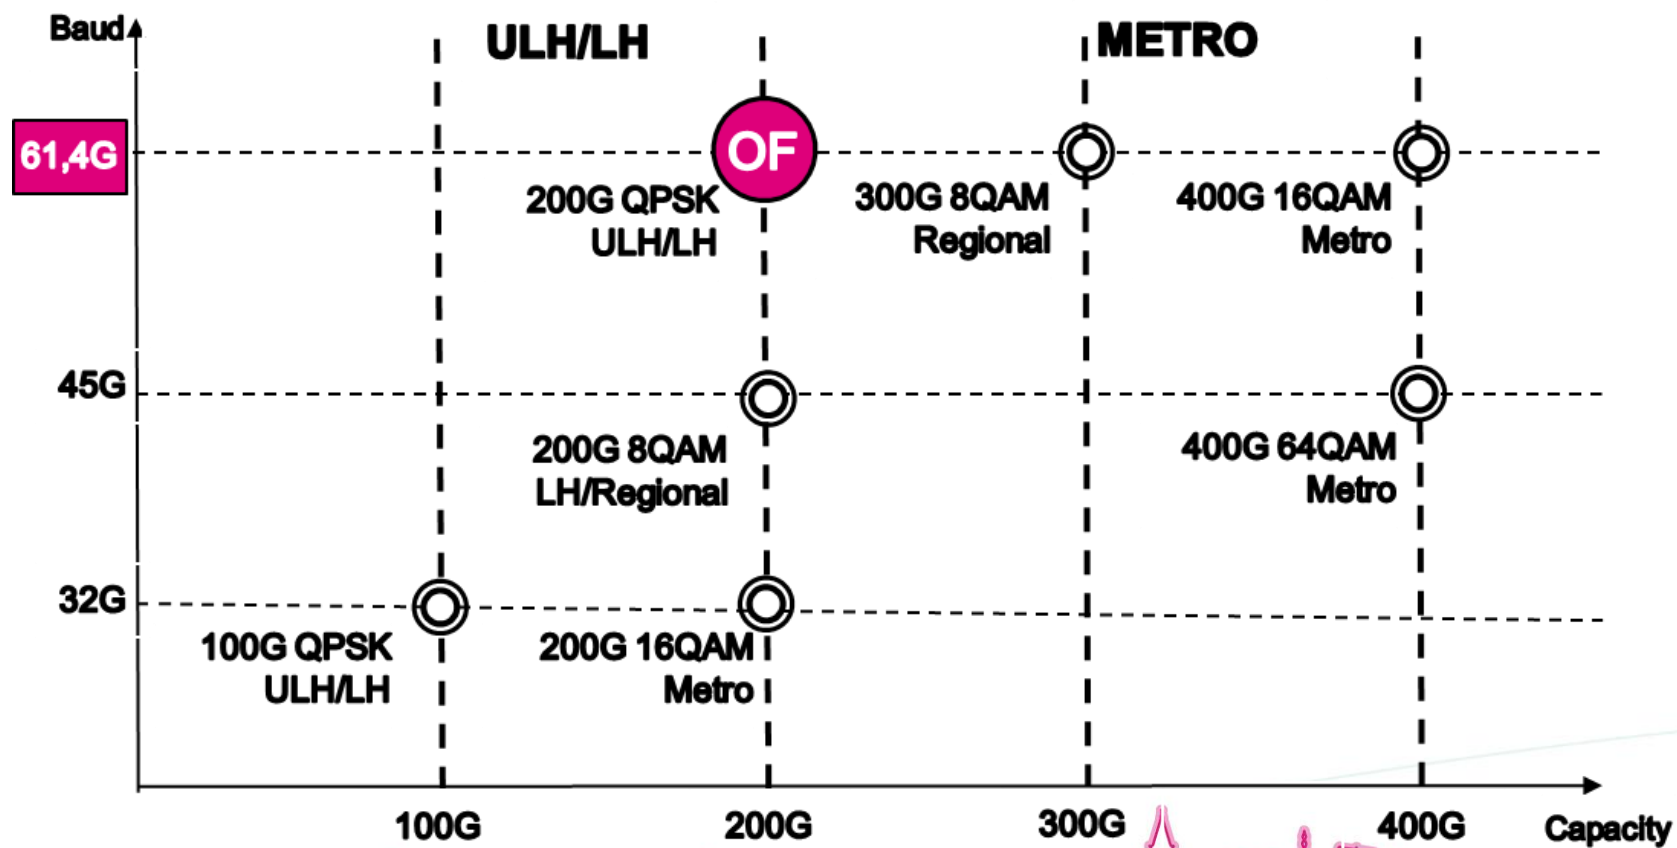 Baud
ULH/LH
METRO
61,4G
OF
200G QPSK
ULH/LH
300G 8QAM
Regional
400G 16QAM
Metro
45G
200G 8QAM
LH/Regional
400G 64QAM
Metro
32G
100G QPSK
ULH/LH
200G 16QAM
Metro
100G
200G
300G
400G
Capacity